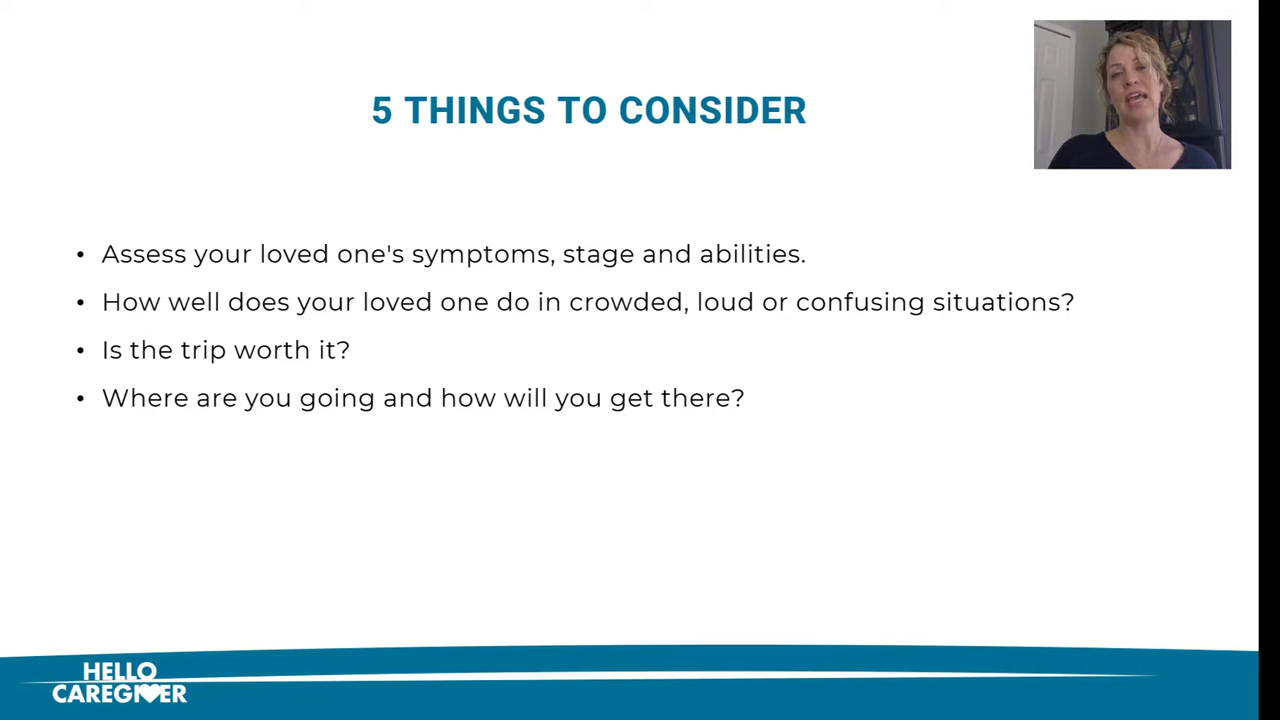 5 THINGS TO CONSIDER
• Assess your loved one's symptoms, stage and abilities.
• How well does your loved one do in crowded, loud or confusing situations?
• Is the trip worth it?
• Where are you going and how will you get there?
HELLO
CAREGIVER